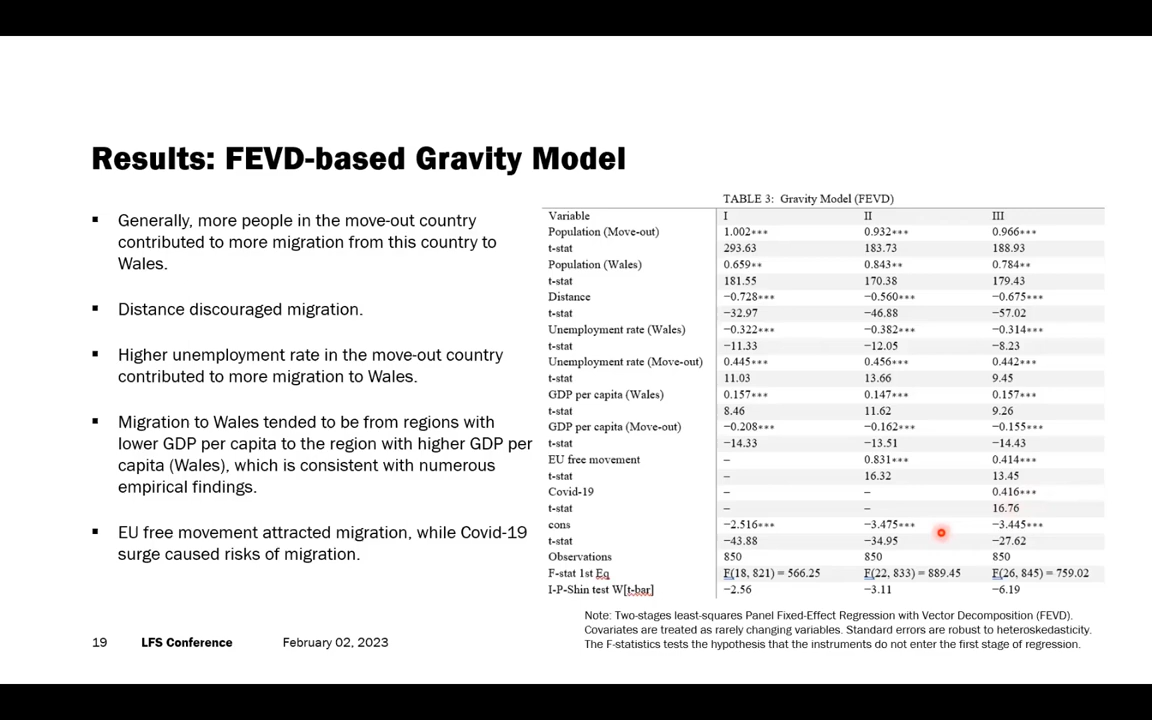 Results: FEVD-based Gravity Model
▪ Generally, more people in the move-out country
contributed to more migration from this country to
Wales.
▪ Distance discouraged migration.
▪ Higher unemployment rate in the move-out country
contributed to more migration to Wales.
▪ Migration to Wales tended to be from regions with
lower GDP per capita to the region with higher GDP per
capita (Wales), which is consistent with numerous
empirical findings.
▪ EU free movement attracted migration, while Covid-19
surge caused risks of migration.
TABLE 3: Gravity Model (FEVD)
Variable I II III
Population (Move-out) 1.002*** 0.932*** 0.966***
t-stat 293.63 183.73 188.93
Population (Wales) 0.659** 0.843** 0.784**
t-stat 181.55 170.38 179.43
Distance −0.728*** −0.560*** −0.675***
t-stat −32.97 −46.88 −57.02
Unemployment rate (Wales) −0.322*** −0.382*** −0.314***
t-stat −11.33 −12.05 −8.23
Unemployment rate (Move-out) 0.445*** 0.456*** 0.442***
t-stat 11.03 13.66 9.45
GDP per capita (Wales) 0.157*** 0.147*** 0.157***
t-stat 8.46 11.62 9.26
GDP per capita (Move-out) −0.208*** −0.162*** −0.155***
t-stat −14.33 −13.51 −14.43
EU free movement – 0.831*** 0.414***
t-stat – 16.32 13.45
Covid-19 – – 0.416***
t-stat – – 16.76
cons −2.516*** −3.475*** −3.445***
t-stat −43.88 −34.95 −27.62
Observations 850 850 850
F-stat 1st Eq F(18, 821) = 566.25 F(22, 833) = 889.45 F(26, 845) = 759.02
I-P-Shin test W[t-bar] −2.56 −3.11 −6.19
Note: Two-stages least-squares Panel Fixed-Effect Regression with Vector Decomposition (FEVD).
Covariates are treated as rarely changing variables. Standard errors are robust to heteroskedasticity.
The F-statistics tests the hypothesis that the instruments do not enter the first stage of regression.
19 LFS Conference February 02, 2023